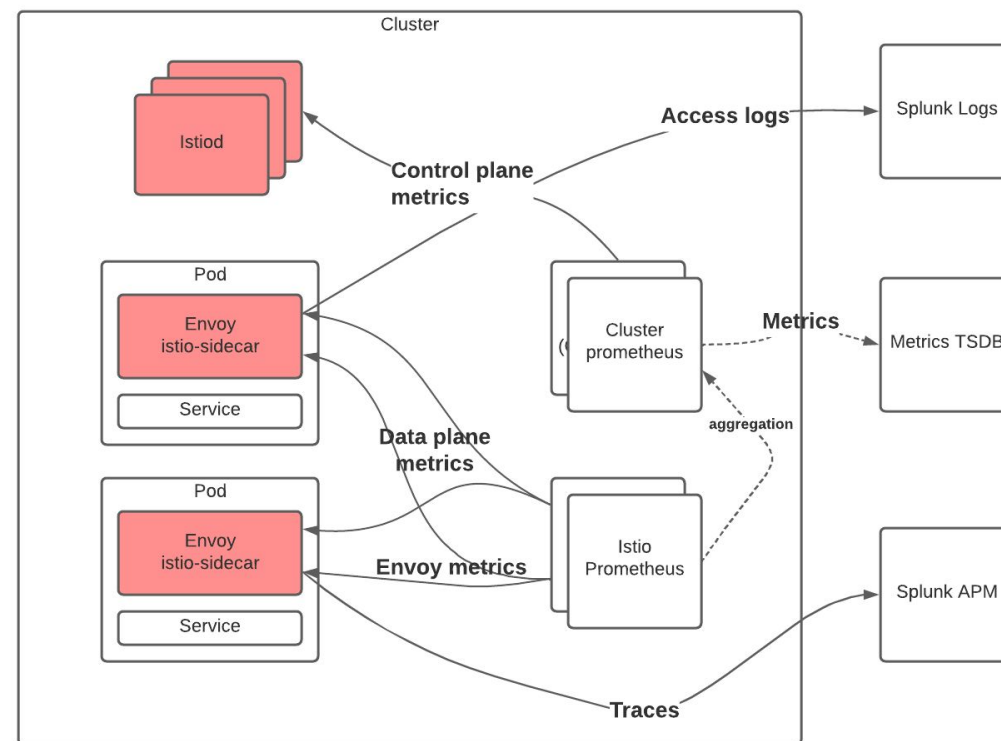 Cluster
Istiod
Access logs
Splunk Logs
Control plane
metrics
Pod
Envoy
istio-sidecar
Service
Cluster
prometheus
Metrics
Metrics TSDB
aggregation
Data plane
metrics
Pod
Envoy
istio-sidecar
Service
Envoy metrics
Istio
Prometheus
Splunk APM
Traces